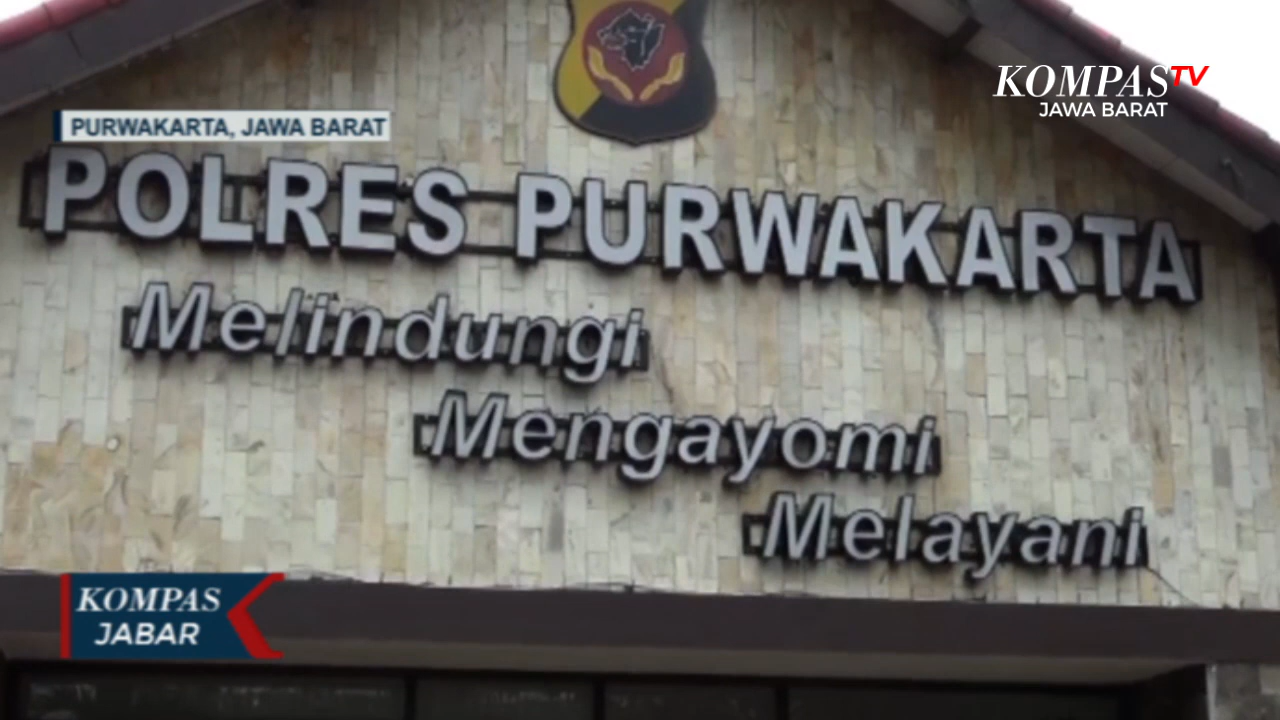 KOMPASTV
JAWA BARAT
PURWAKARTA, JAWA BARAT
POLRES PURWAKARTA
Melindungi
Mengayomi
Melayani
KOMPAS
JABAR